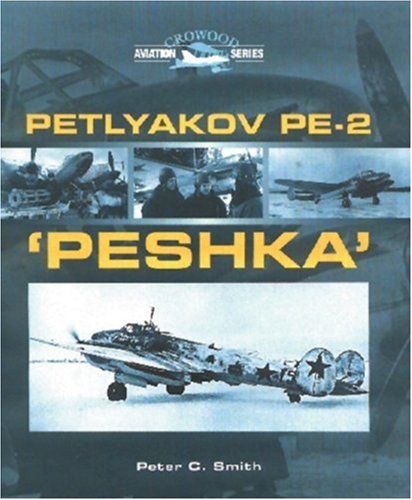 CROWOOD
AVIATION SERIES
PETLYAKOV PE-2
'PESHKA'
Peter C. Smith